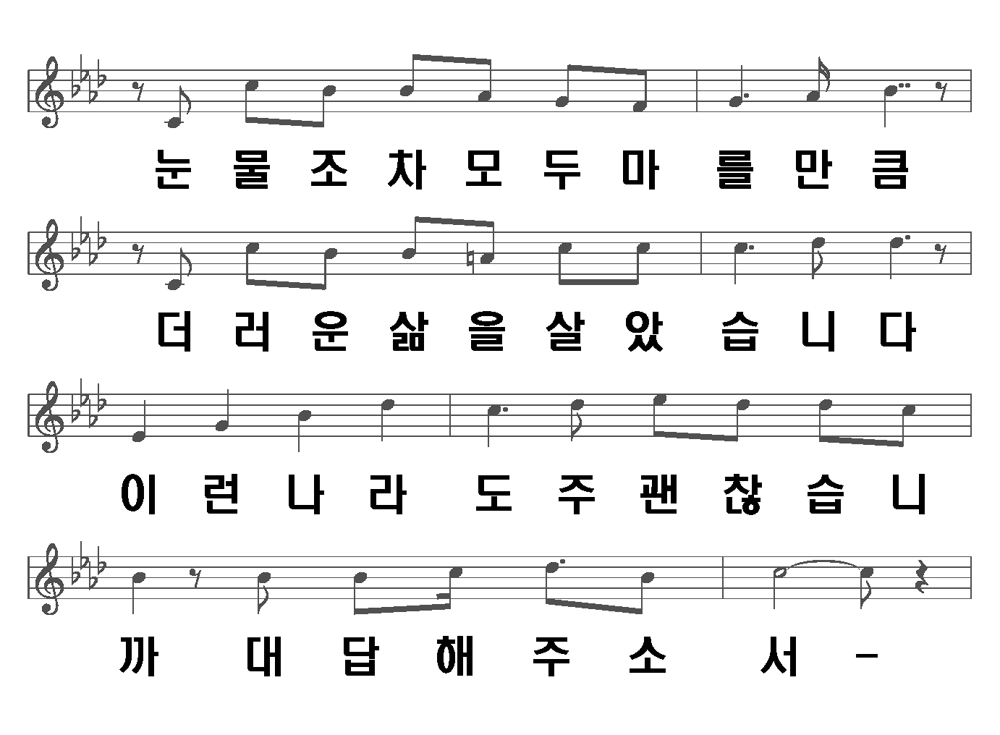 눈 물 조 차 모 두 마 를 만 큼
더 러 운 삶 을 살 았 습 니 다
이 런 나 라 도 주 괜 찮 습 니
까 대 답 해 주 소 서 –